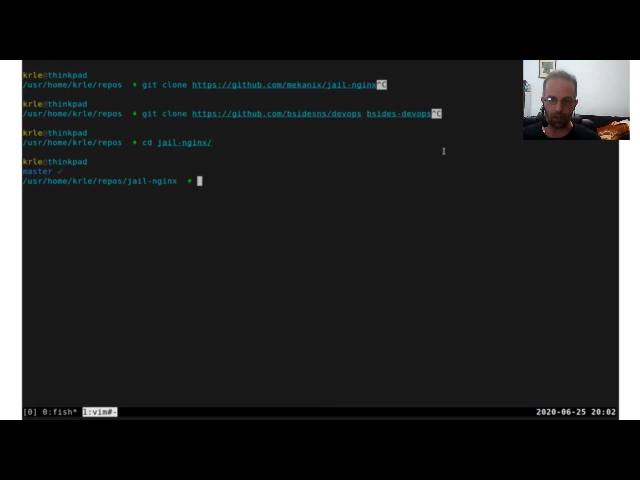 krle@thinkpad
/usr/home/krle/repos ♦ git clone https://github.com/mekanix/jail-nginx^C
krle@thinkpad
/usr/home/krle/repos ♦ git clone https://github.com/bsidesns/devops bsides-devops^C
krle@thinkpad
/usr/home/krle/repos ♦ cd jail-nginx/
krle@thinkpad
master ✓
/usr/home/krle/repos/jail-nginx ♦
[0] 0:fish* 1:vim#- 2020-06-25 20:02